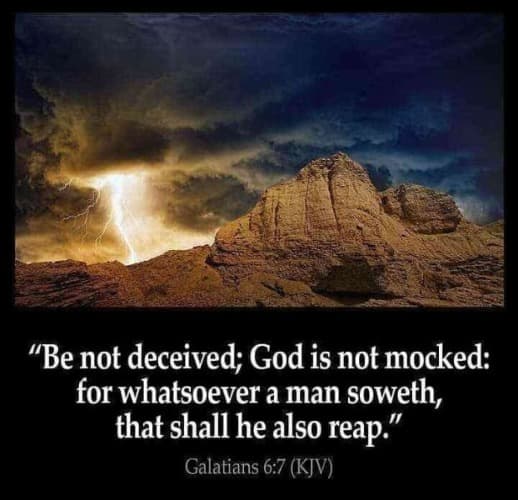 “Be not deceived; God is not mocked:
for whatsoever a man soweth,
that shall he also reap.”
Galatians 6:7 (KJV)